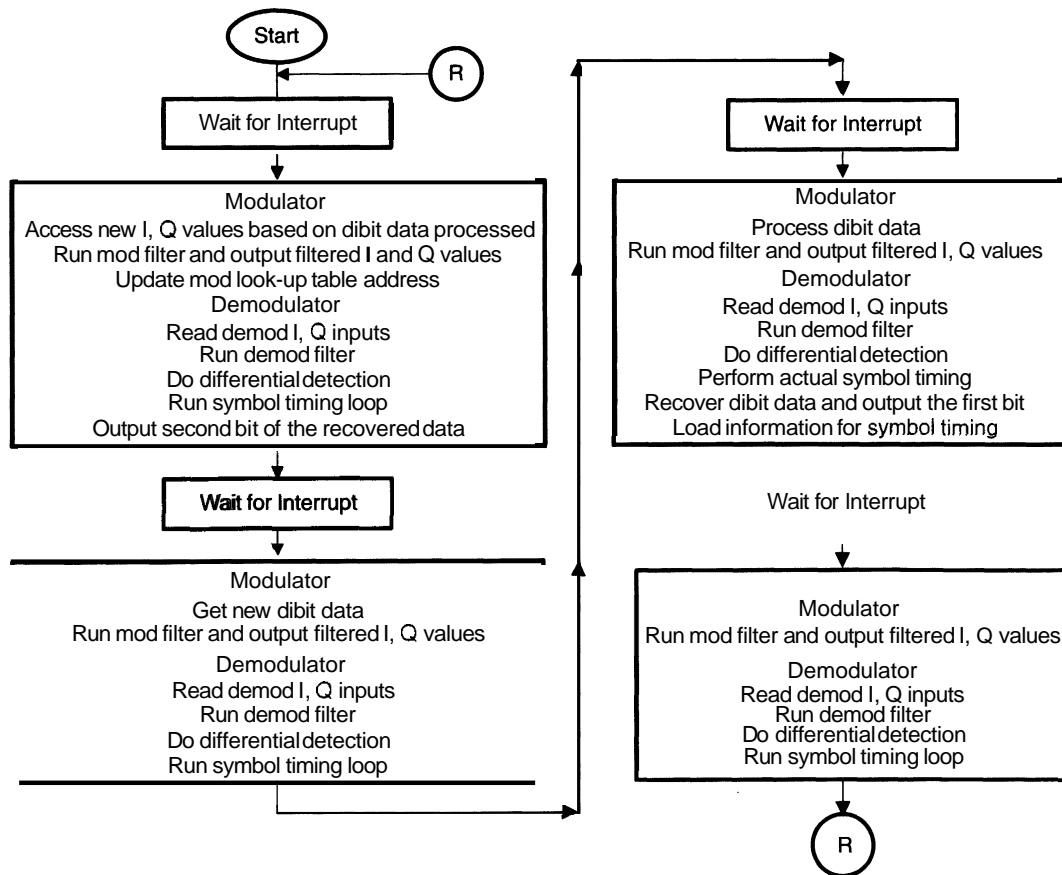 Start
R
Wait for Interrupt
Modulator
Access new I, Q values based on dibit data processed
Run mod filter and output filtered I and Q values
Update mod look-up table address
Demodulator
Read demod I, Q inputs
Run demod filter
Do differential detection
Run symbol timing loop
Output second bit of the recovered data
Wait for Interrupt
Modulator
Get new dibit data
Run mod filter and output filtered I, Q values
Demodulator
Read demod I, Q inputs
Run demod filter
Do differential detection
Run symbol timing loop
Wait for Interrupt
Modulator
Process dibit data
Run mod filter and output filtered I, Q values
Demodulator
Read demod I, Q inputs
Run demod filter
Do differential detection
Perform actual symbol timing
Recover dibit data and output the first bit
Load information for symbol timing
Wait for Interrupt
Modulator
Run mod filter and output filtered I, Q values
Demodulator
Read demod I, Q inputs
Run demod filter
Do differential detection
Run symbol timing loop
R